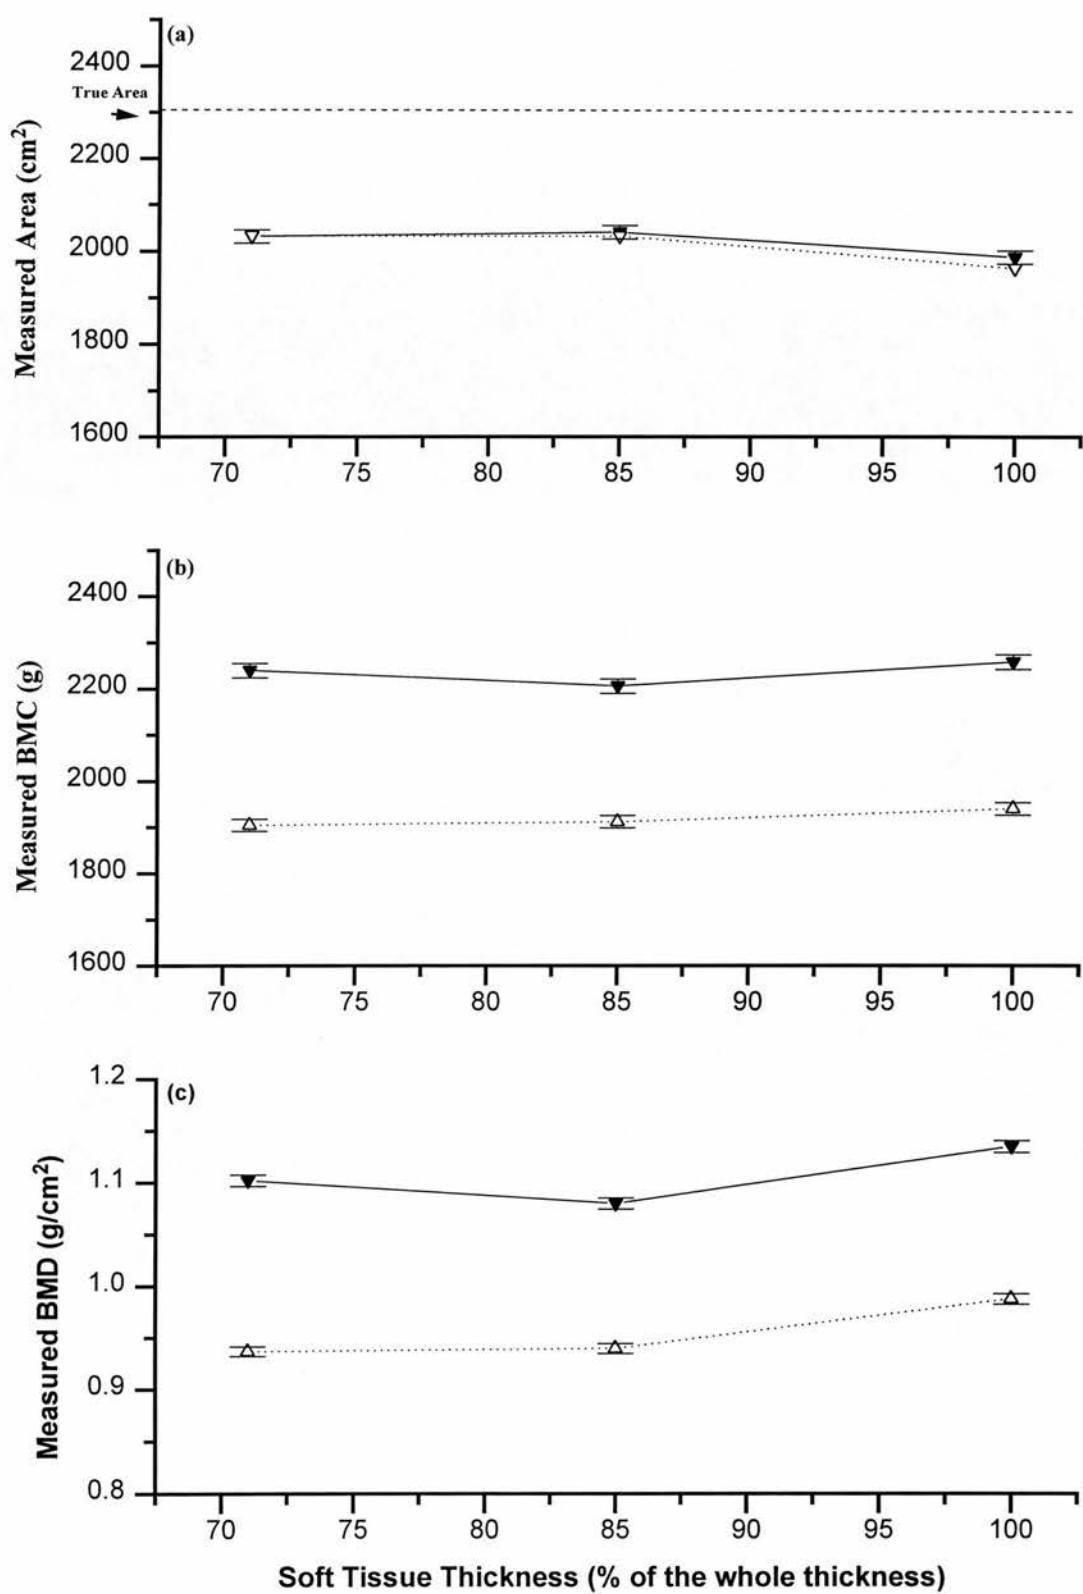 (a)
2400
True Area
2200
2000
1800
1600
Measured Area (cm²)
70 75 80 85 90 95 100
(b)
2400
2200
2000
1800
1600
Measured BMC (g)
70 75 80 85 90 95 100
1.2
(c)
1.1
1.0
0.9
0.8
Measured BMD (g/cm²)
70 75 80 85 90 95 100
Soft Tissue Thickness (% of the whole thickness)